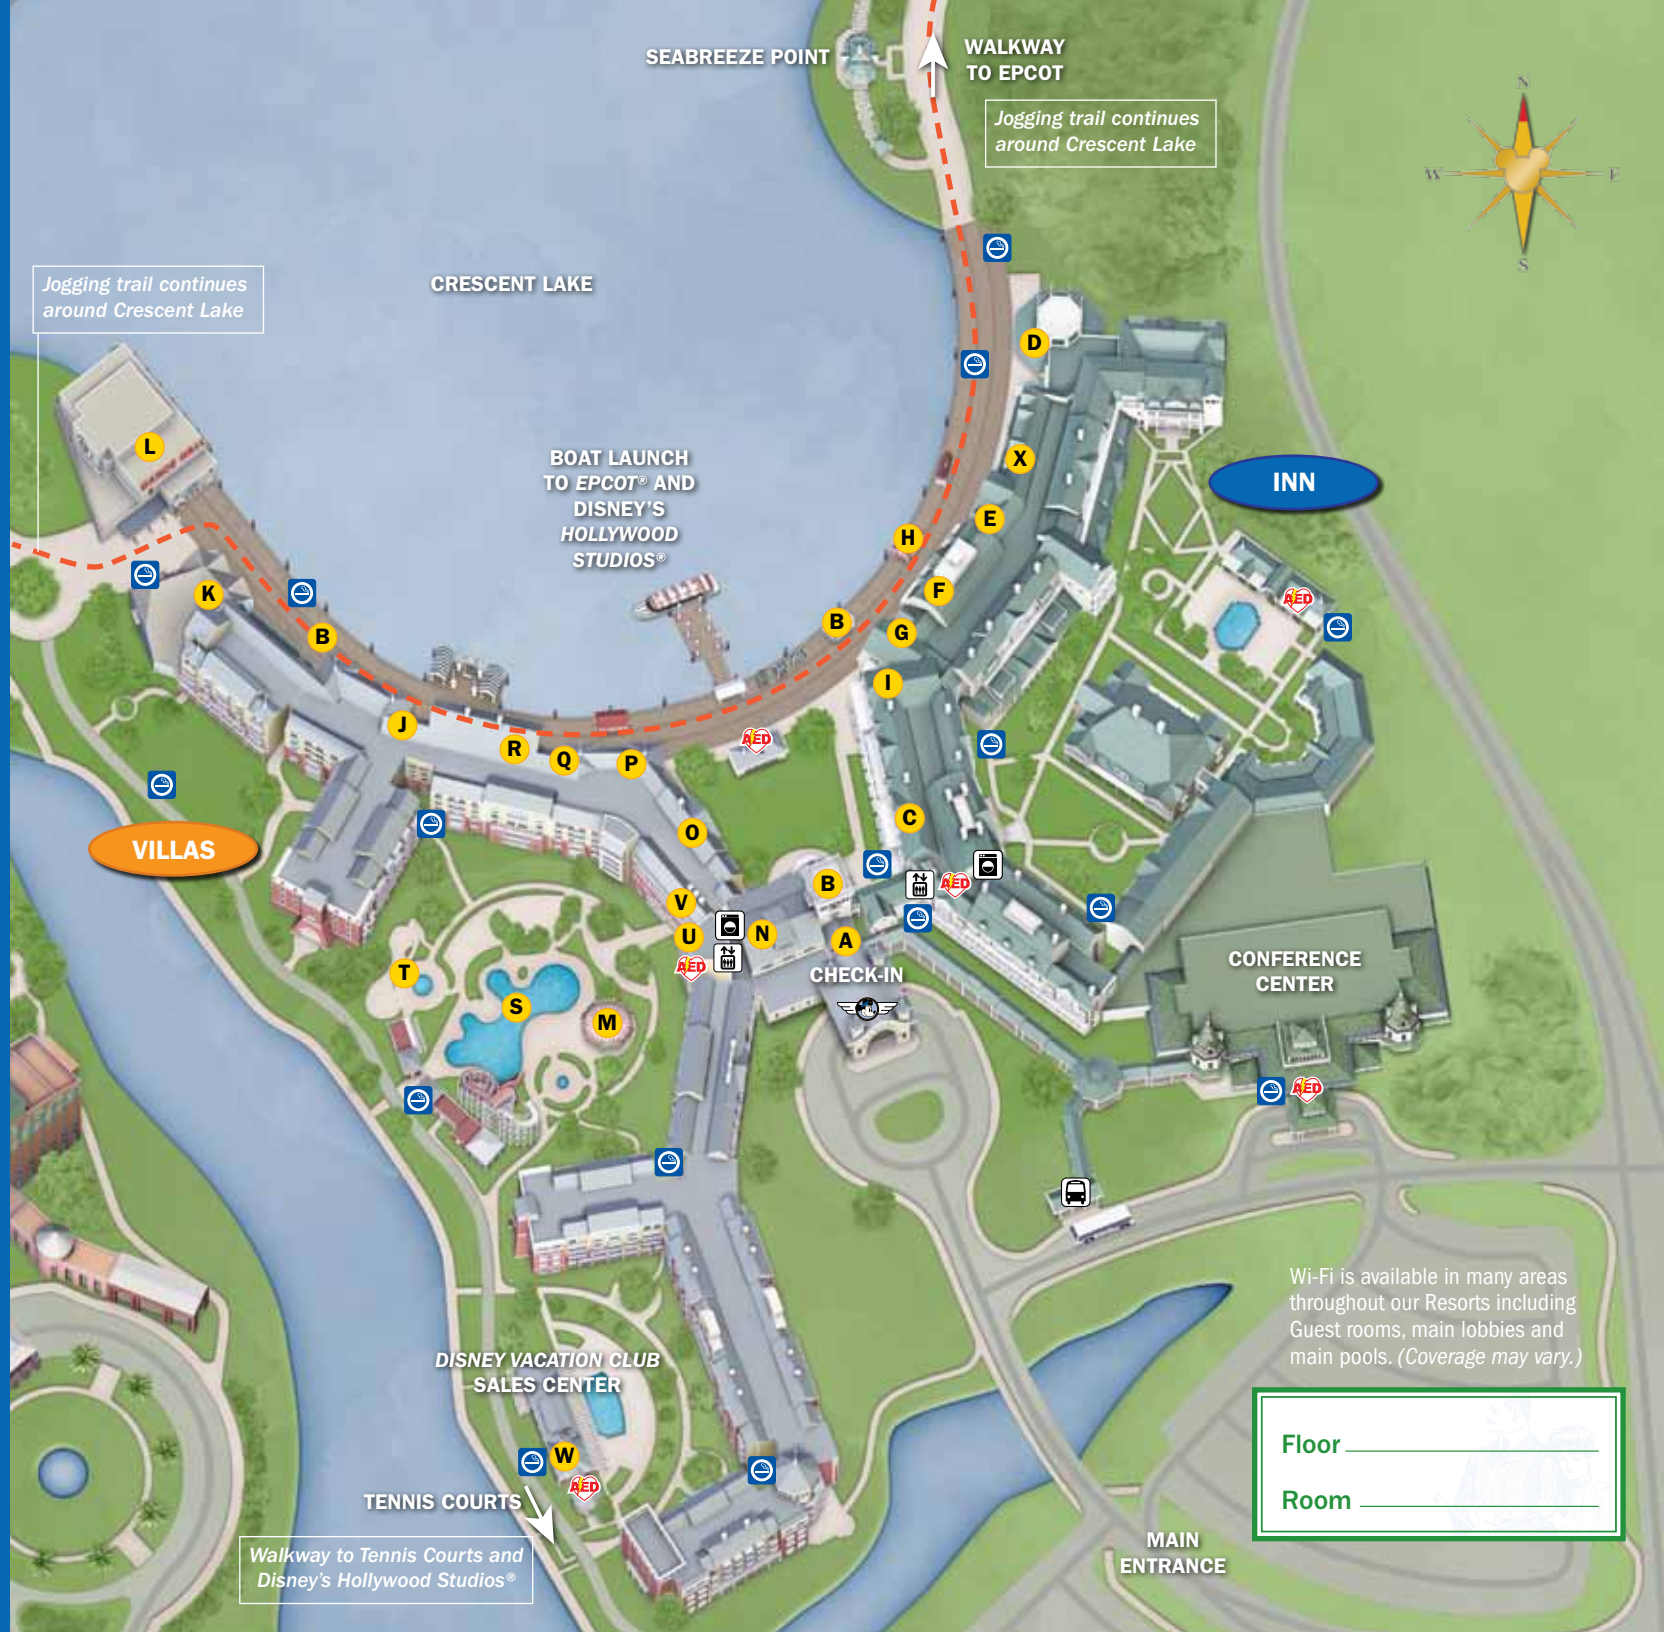 SEABREEZE POINT
WALKWAY
TO EPCOT
Jogging trail continues
around Crescent Lake
N
W
E
S
Jogging trail continues
around Crescent Lake
CRESCENT LAKE
D
L
DANCE HALL
BOAT LAUNCH
TO EPCOT® AND
DISNEY'S
HOLLYWOOD
STUDIOS®
X
INN
E
H
K
F
AED
B
B
G
I
J
R
Q
P
AED
VILLAS
O
C
V
B
AED
U
N
A
AED
CHECK-IN
CONFERENCE
CENTER
T
S
M
AED
Wi-Fi is available in many areas
throughout our Resorts including
Guest rooms, main lobbies and
main pools. (Coverage may vary.)
DISNEY VACATION CLUB
SALES CENTER
Floor
W
AED
TENNIS COURTS
Room
Walkway to Tennis Courts and
Disney's Hollywood Studios®
MAIN
ENTRANCE